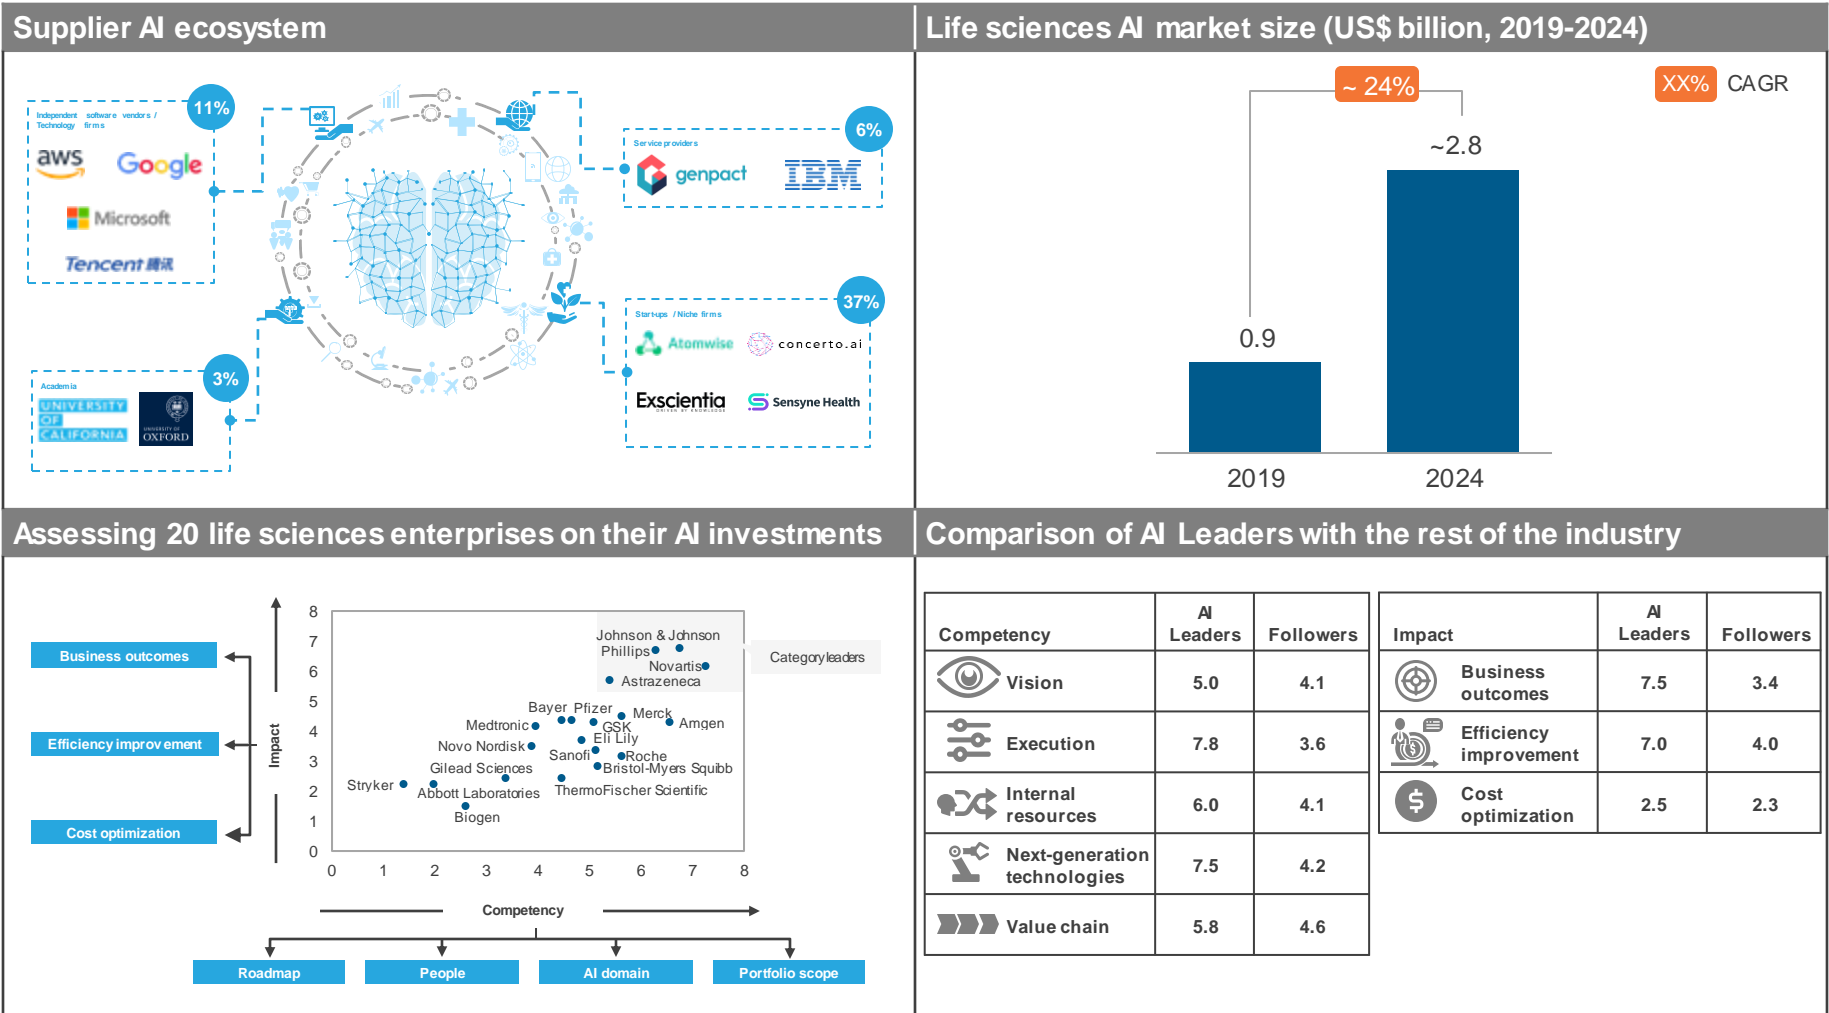 Supplier AI ecosystem
11%
Independent software vendors /
Technology firms
aws
Google
Microsoft
Tencent 腾讯
6%
Service providers
genpact
IBM
37%
Start-ups / Niche firms
Atomwise
concerto.ai
Exscientia
DRIVEN BY KNOWLEDGE
Sensyne Health
3%
Academia
UNIVERSITY
OF
CALIFORNIA
UNIVERSITY OF
OXFORD
Life sciences AI market size (US$ billion, 2019-2024)
~ 24%
XX% CAGR
~2.8
0.9
2019
2024
Assessing 20 life sciences enterprises on their AI investments
Business outcomes
Efficiency improvement
Cost optimization
Impact
8
7
6
5
4
3
2
1
0
0 1 2 3 4 5 6 7 8
Johnson & Johnson
Phillips
Novartis
Astrazeneca
Category leaders
Bayer
Pfizer
Merck
Medtronic
GSK
Amgen
Novo Nordisk
Eli Lily
Sanofi
Roche
Gilead Sciences
Bristol-Myers Squibb
Stryker
Abbott Laboratories
ThermoFischer Scientific
Biogen
Competency
Roadmap
People
AI domain
Portfolio scope
Comparison of AI Leaders with the rest of the industry
Competency
AI
Leaders
Followers
Vision 5.0 4.1
Execution 7.8 3.6
Internal
resources
6.0 4.1
Next-generation
technologies
7.5 4.2
Value chain 5.8 4.6
Impact
AI
Leaders
Followers
Business
outcomes
7.5 3.4
Efficiency
improvement
7.0 4.0
Cost
optimization
2.5 2.3